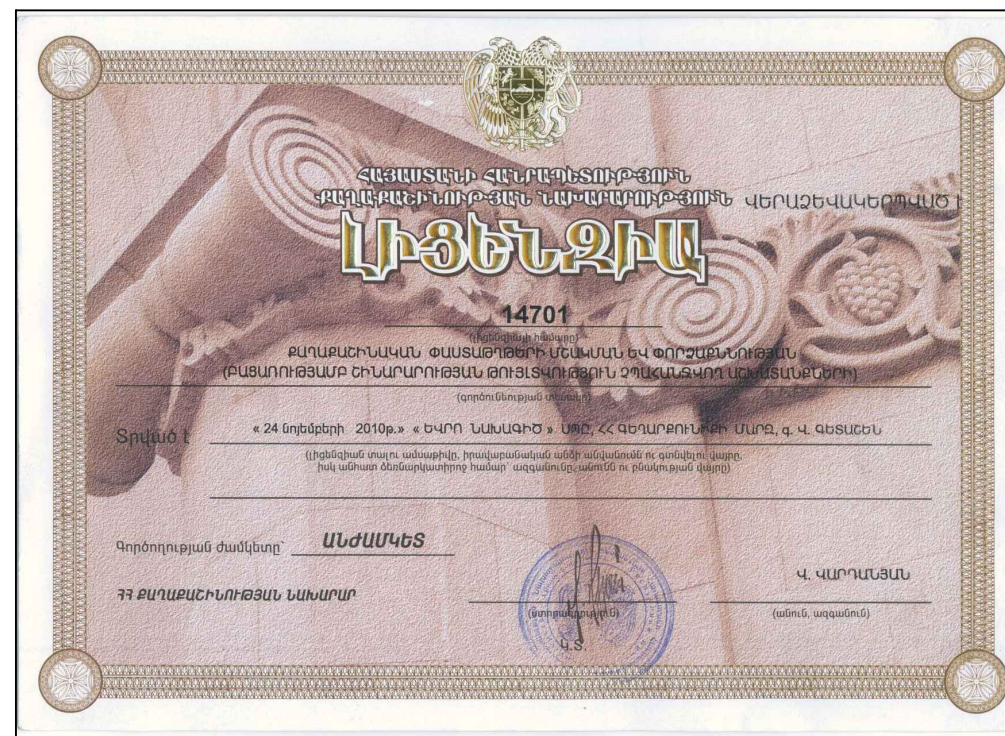 ՀԱՅԱՍՏԱՆԻ ՀԱՆՐԱՊԵՏՈՒԹՅՈՒՆ
ՔԱՂԱՔԱՇԻՆՈՒԹՅԱՆ ՆԱԽԱՐԱՐՈՒԹՅՈՒՆ ՎԵՐԱՁԵՎԱԿԵՐՊՎԱԾ Է
ԼԻՑԵՆԶԻԱ
14701
(լիցենզիայի համարը)
ՔԱՂԱՔԱՇԻՆԱԿԱՆ ՓԱՍՏԱԹՂԹԵՐԻ ՄՇԱԿՄԱՆ ԵՎ ՓՈՐՁԱՔՆՆՈՒԹՅԱՆ
(ԲԱՑԱՌՈՒԹՅԱՄԲ ՇԻՆԱՐԱՐՈՒԹՅԱՆ ԹՈՒՅԼՏՎՈՒԹՅՈՒՆ ՉՊԱՀԱՆՋՎՈՂ ԱՇԽԱՏԱՆՔՆԵՐԻ)
(գործունեության տեսակը)
Տրված է « 24 նոյեմբերի 2010թ.» « ԵՎՐՈ ՆԱԽԱԳԻԾ » ՍՊԸ, ՀՀ ԳԵՂԱՐՔՈՒՆԻՔԻ ՄԱՐԶ, գ. Վ. ԳԵՏԱՇԵՆ
(լիցենզիան տալու ամսաթիվը, իրավաբանական անձի անվանումն ու գտնվելու վայրը,
իսկ անհատ ձեռնարկատիրոջ համար՝ ազգանունը, անունն ու բնակության վայրը)
Գործողության ժամկետը՝ ԱՆԺԱՄԿԵՏ
ՀՀ ՔԱՂԱՔԱՇԻՆՈՒԹՅԱՆ ՆԱԽԱՐԱՐ
Վ. ՎԱՐԴԱՆՅԱՆ
(ստորագրություն)
(անուն, ազգանուն)
Կ.Տ.